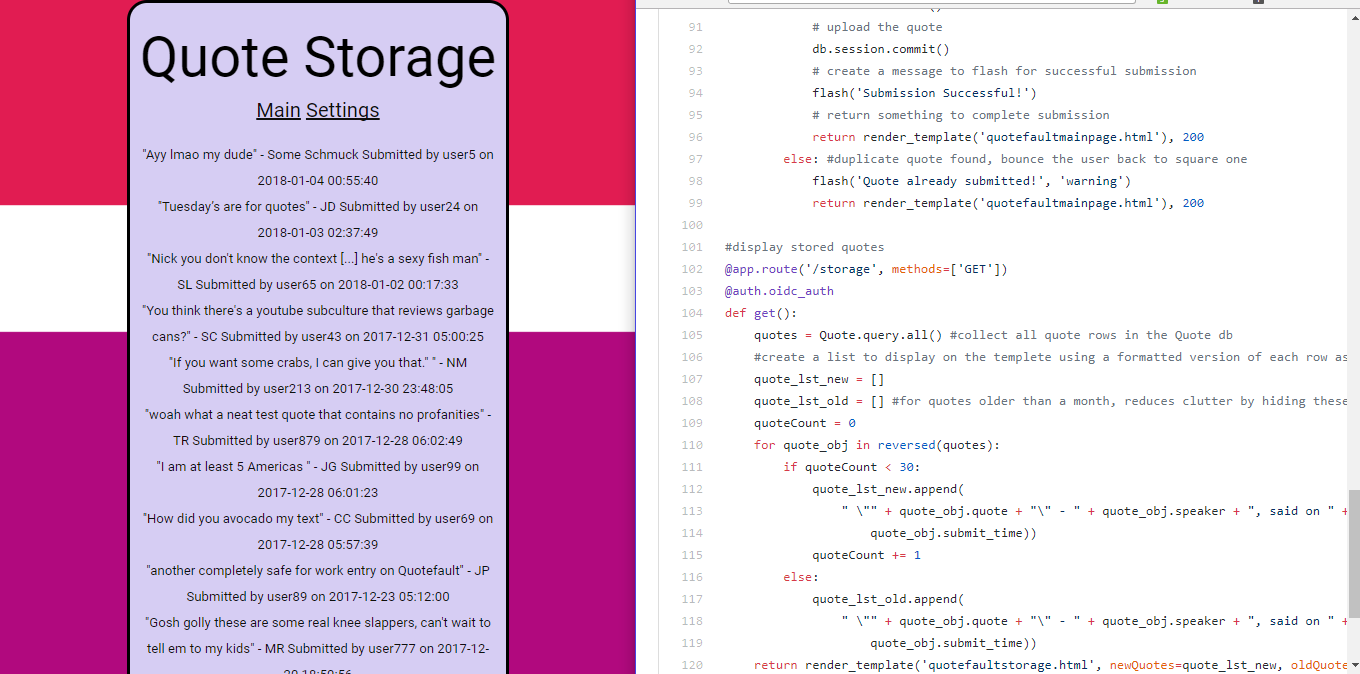 Quote Storage
Main Settings
"Ayy lmao my dude" - Some Schmuck Submitted by user5 on
2018-01-04 00:55:40
"Tuesday's are for quotes" - JD Submitted by user24 on
2018-01-03 02:37:49
"Nick you don't know the context [...] he's a sexy fish man" -
SL Submitted by user65 on 2018-01-02 00:17:33
"You think there's a youtube subculture that reviews garbage
cans?" - SC Submitted by user43 on 2017-12-31 05:00:25
"If you want some crabs, I can give you that." " - NM
Submitted by user213 on 2017-12-30 23:48:05
"woah what a neat test quote that contains no profanities" -
TR Submitted by user879 on 2017-12-28 06:02:49
"I am at least 5 Americas " - JG Submitted by user99 on
2017-12-28 06:01:23
"How did you avocado my text" - CC Submitted by user69 on
2017-12-28 05:57:39
"another completely safe for work entry on Quotefault" - JP
Submitted by user89 on 2017-12-23 05:12:00
"Gosh golly these are some real knee slappers, can't wait to
tell em to my kids" - MR Submitted by user777 on 2017-12-
20 18:59:56
91 # upload the quote
92 db.session.commit()
93 # create a message to flash for successful submission
94 flash('Submission Successful!')
95 # return something to complete submission
96 return render_template('quotefaultmainpage.html'), 200
97 else: #duplicate quote found, bounce the user back to square one
98 flash('Quote already submitted!', 'warning')
99 return render_template('quotefaultmainpage.html'), 200
100
101 #display stored quotes
102 @app.route('/storage', methods=['GET'])
103 @auth.oidc_auth
104 def get():
105 quotes = Quote.query.all() #collect all quote rows in the Quote db
106 #create a list to display on the templete using a formatted version of each row as
107 quote_lst_new = []
108 quote_lst_old = [] #for quotes older than a month, reduces clutter by hiding these
109 quoteCount = 0
110 for quote_obj in reversed(quotes):
111 if quoteCount < 30:
112 quote_lst_new.append(
113 " \"" + quote_obj.quote + "\" - " + quote_obj.speaker + ", said on " +
114 quote_obj.submit_time))
115 quoteCount += 1
116 else:
117 quote_lst_old.append(
118 " \"" + quote_obj.quote + "\" - " + quote_obj.speaker + ", said on " +
119 quote_obj.submit_time))
120 return render_template('quotefaultstorage.html', newQuotes=quote_lst_new, oldQuote